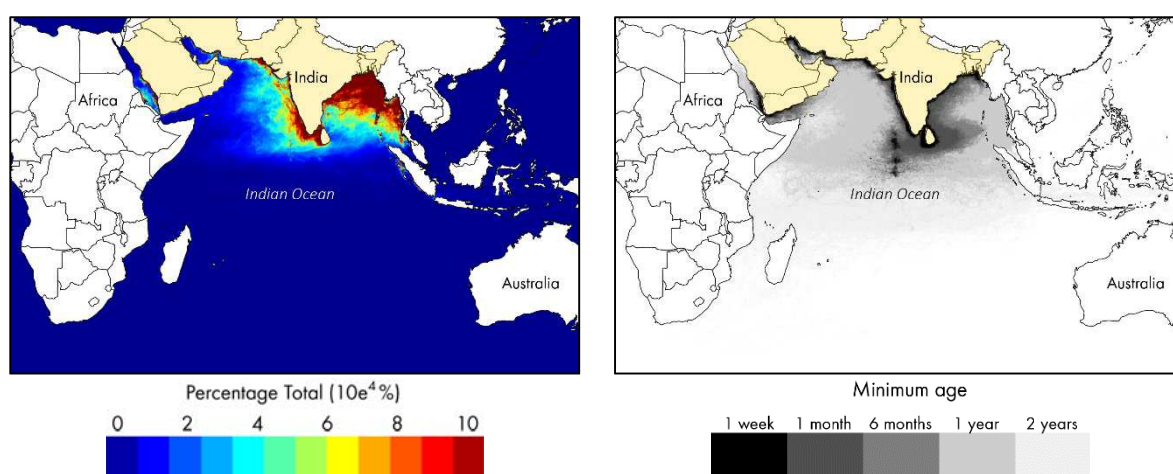 India
Africa
Indian Ocean
Australia
Percentage Total (10e⁴ %)
0 2 4 6 8 10
India
Africa
Indian Ocean
Australia
Minimum age
1 week 1 month 6 months 1 year 2 years